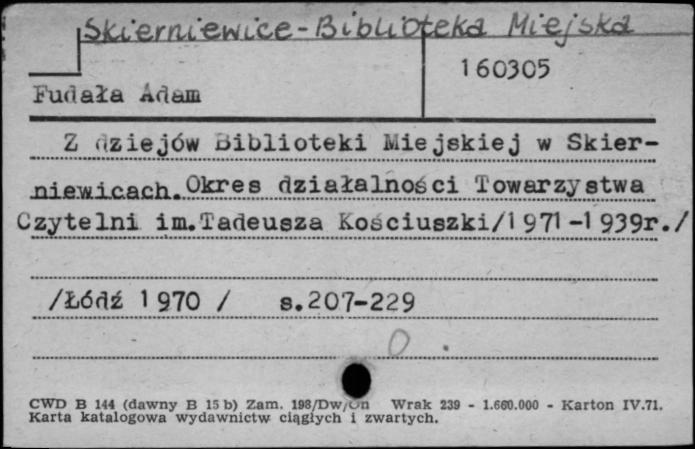 Skierniewice-Biblioteka Miejska
160305
Fudała Adam
Z dziejów Biblioteki Miejskiej w Skier-
niewicach.Okres działalności Towarzystwa
Czytelni im.Tadeusza Kościuszki/1971-1939r./
/Łódź 1970 / s.207-229
0.
CWD B 144 (dawny B 15 b) Zam. 198/Dw/On Wrak 239 - 1.660.000 - Karton IV.71.
Karta katalogowa wydawnictw ciągłych i zwartych.